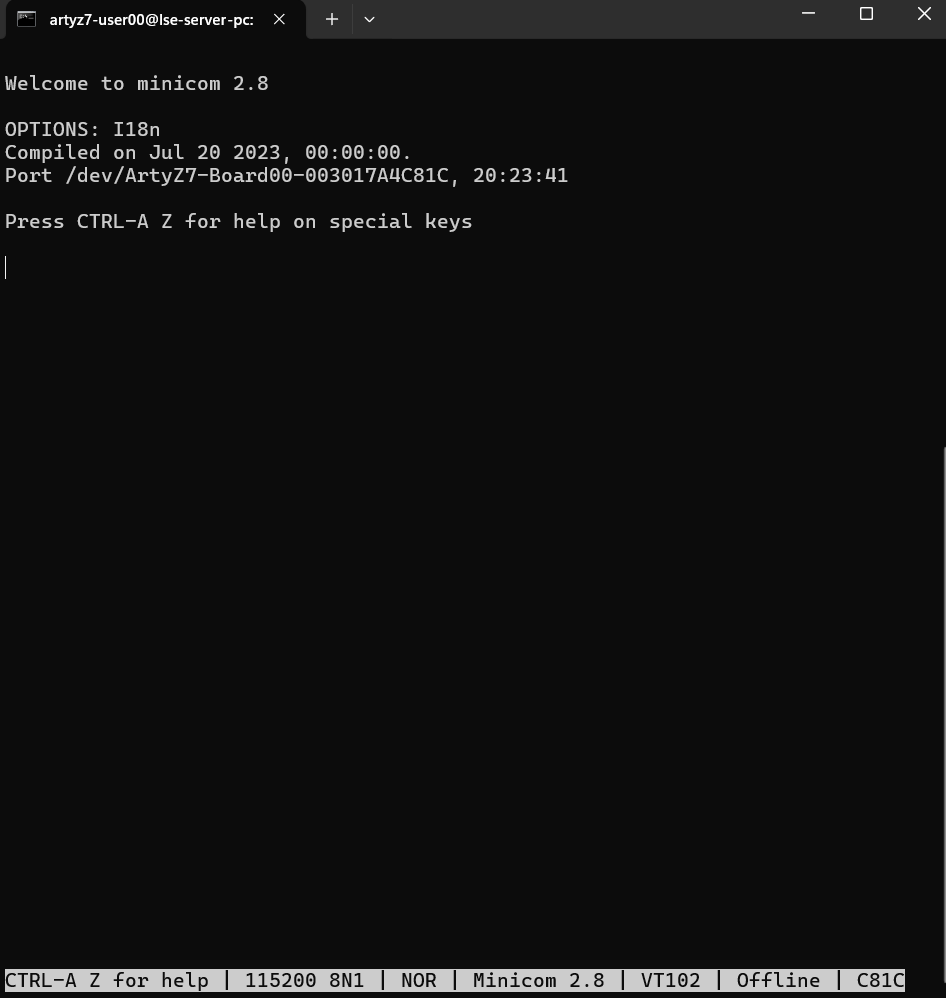 artyz7-user00@lse-server-pc:
Welcome to minicom 2.8
OPTIONS: I18n
Compiled on Jul 20 2023, 00:00:00.
Port /dev/ArtyZ7-Board00-003017A4C81C, 20:23:41
Press CTRL-A Z for help on special keys
CTRL-A Z for help | 115200 8N1 | NOR | Minicom 2.8 | VT102 | Offline | C81C